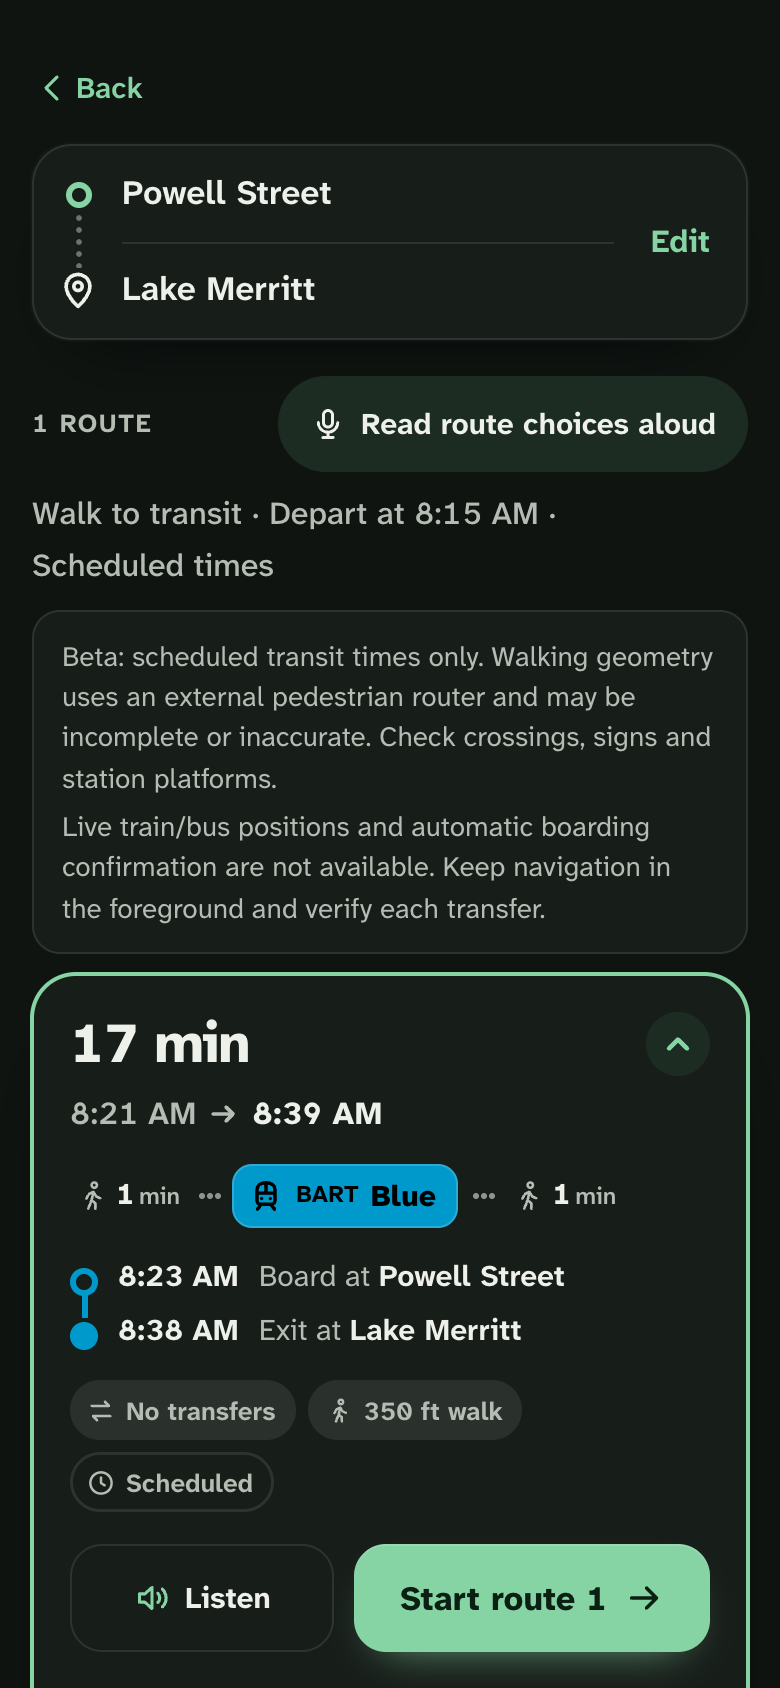 Back
Powell Street
Edit
Lake Merritt
1 ROUTE
Read route choices aloud
Walk to transit · Depart at 8:15 AM ·
Scheduled times
Beta: scheduled transit times only. Walking geometry
uses an external pedestrian router and may be
incomplete or inaccurate. Check crossings, signs and
station platforms.
Live train/bus positions and automatic boarding
confirmation are not available. Keep navigation in
the foreground and verify each transfer.
17 min
8:21 AM → 8:39 AM
1 min ··· BART Blue ··· 1 min
8:23 AM Board at Powell Street
8:38 AM Exit at Lake Merritt
No transfers 350 ft walk
Scheduled
Listen Start route 1 →